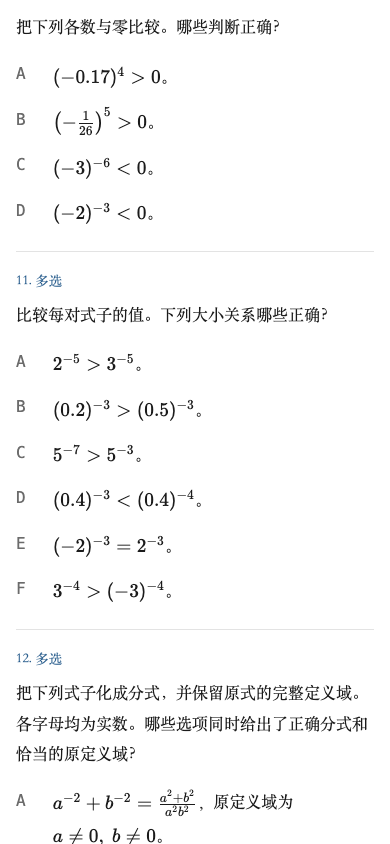 把下列各数与零比较。哪些判断正确?
A (−0.17)⁴ > 0。
B (−1/26)⁵ > 0。
C (−3)⁻⁶ < 0。
D (−2)⁻³ < 0。
11. 多选
比较每对式子的值。下列大小关系哪些正确?
A 2⁻⁵ > 3⁻⁵。
B (0.2)⁻³ > (0.5)⁻³。
C 5⁻⁷ > 5⁻³。
D (0.4)⁻³ < (0.4)⁻⁴。
E (−2)⁻³ = 2⁻³。
F 3⁻⁴ > (−3)⁻⁴。
12. 多选
把下列式子化成分式，并保留原式的完整定义域。
各字母均为实数。哪些选项同时给出了正确分式和
恰当的原定义域?
A a⁻² + b⁻² = (a²+b²)/(a²b²)，原定义域为
a ≠ 0, b ≠ 0。